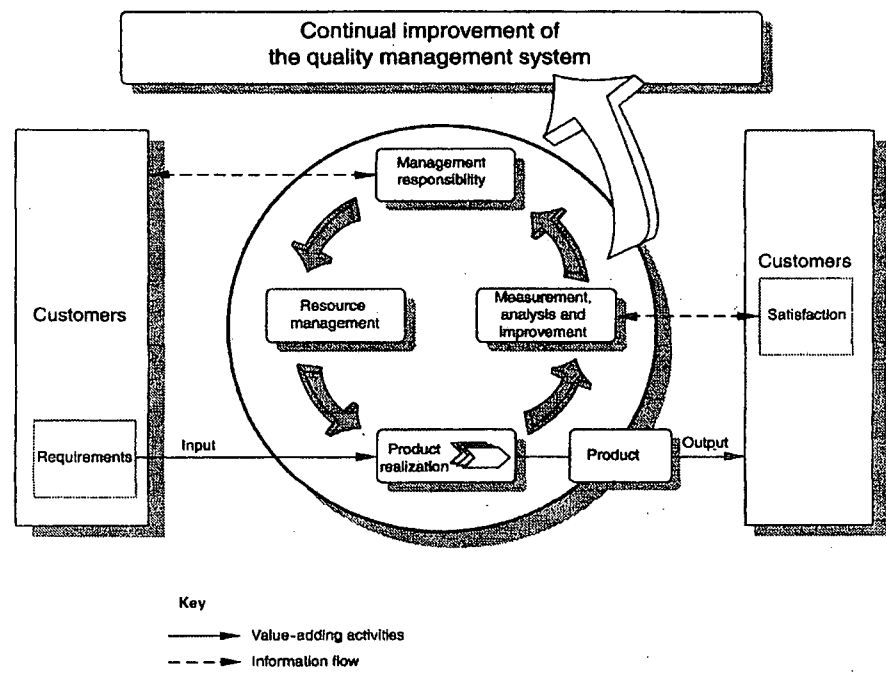 Continual improvement of
the quality management system
Management
responsibility
Customers
Resource
management
Measurement,
analysis and
improvement
Customers
Satisfaction
Requirements
Input
Product
realization
Product
Output
Key
Value-adding activities
Information flow